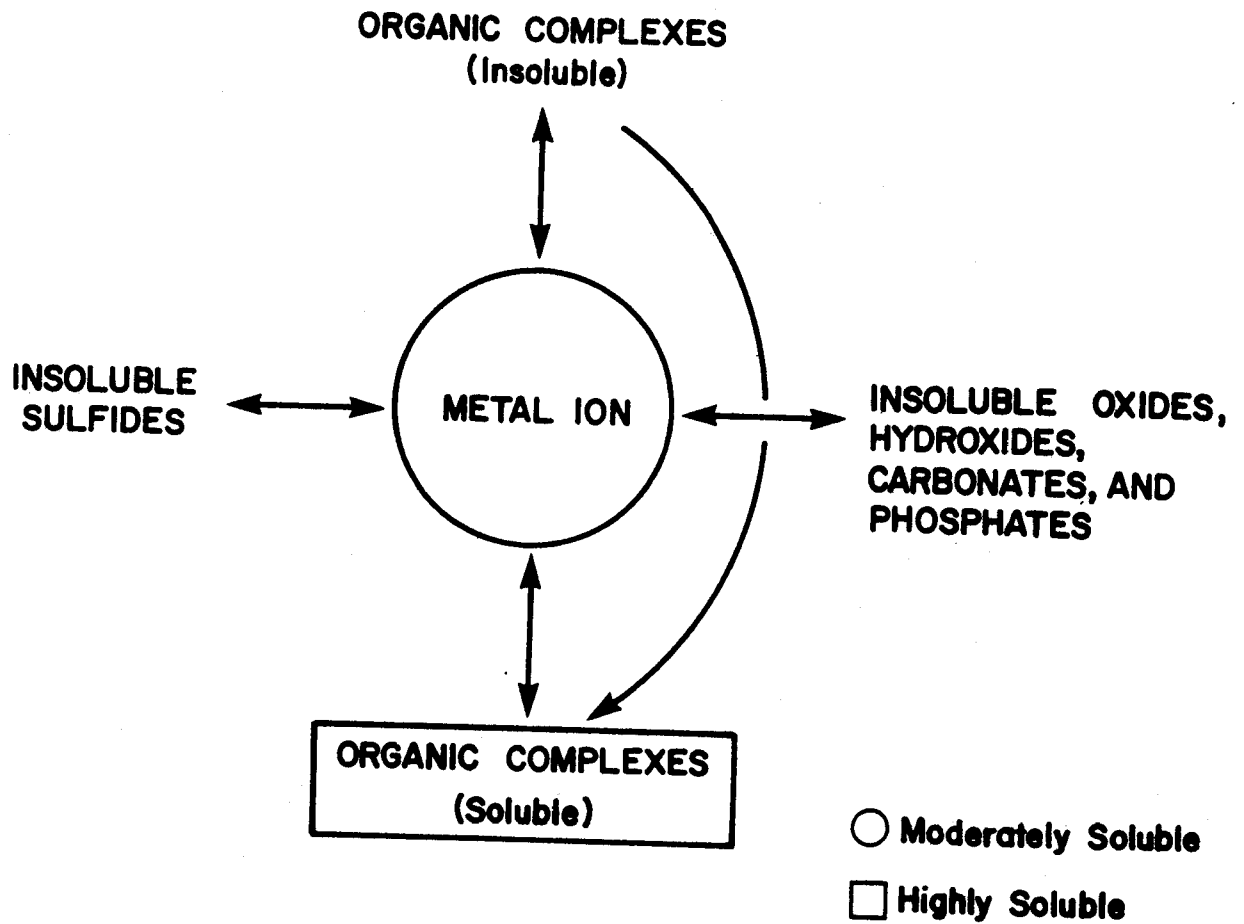 ORGANIC COMPLEXES
(Insoluble)
INSOLUBLE
SULFIDES
METAL ION
INSOLUBLE OXIDES,
HYDROXIDES,
CARBONATES, AND
PHOSPHATES
ORGANIC COMPLEXES
(Soluble)
Moderately Soluble
Highly Soluble